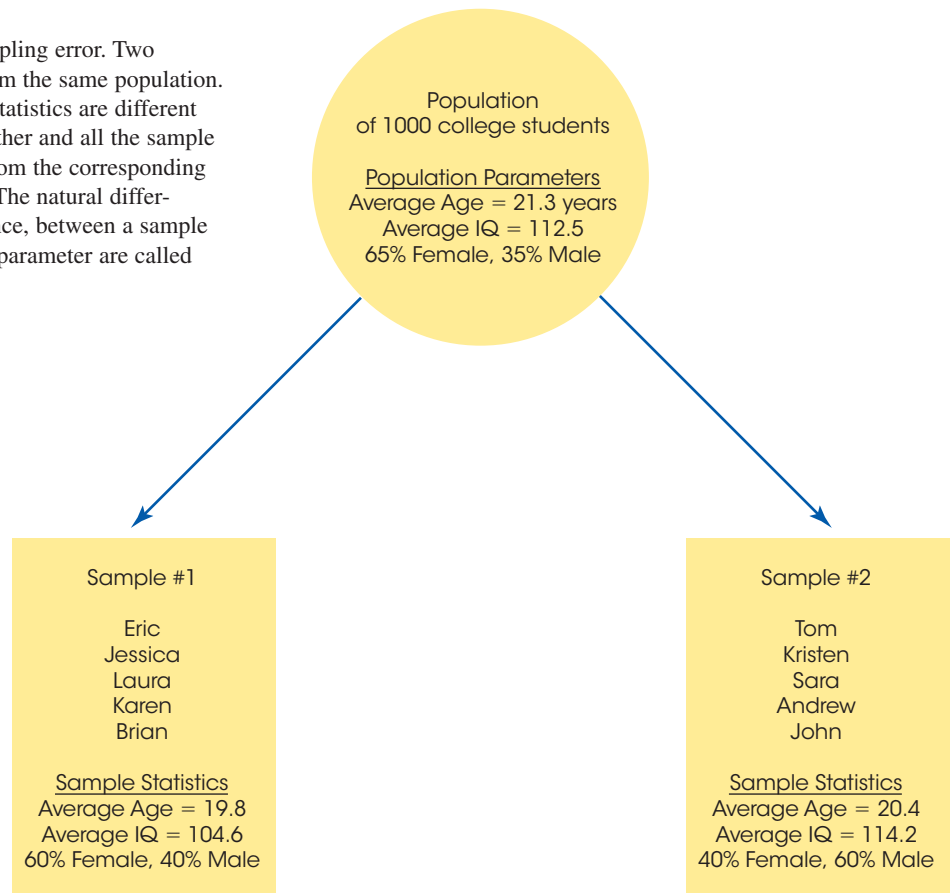 pling error. Two
m the same population.
tatistics are different
ther and all the sample
om the corresponding
The natural differ-
nce, between a sample
parameter are called
Population
of 1000 college students
Population Parameters
Average Age = 21.3 years
Average IQ = 112.5
65% Female, 35% Male
Sample #1
Eric
Jessica
Laura
Karen
Brian
Sample Statistics
Average Age = 19.8
Average IQ = 104.6
60% Female, 40% Male
Sample #2
Tom
Kristen
Sara
Andrew
John
Sample Statistics
Average Age = 20.4
Average IQ = 114.2
40% Female, 60% Male